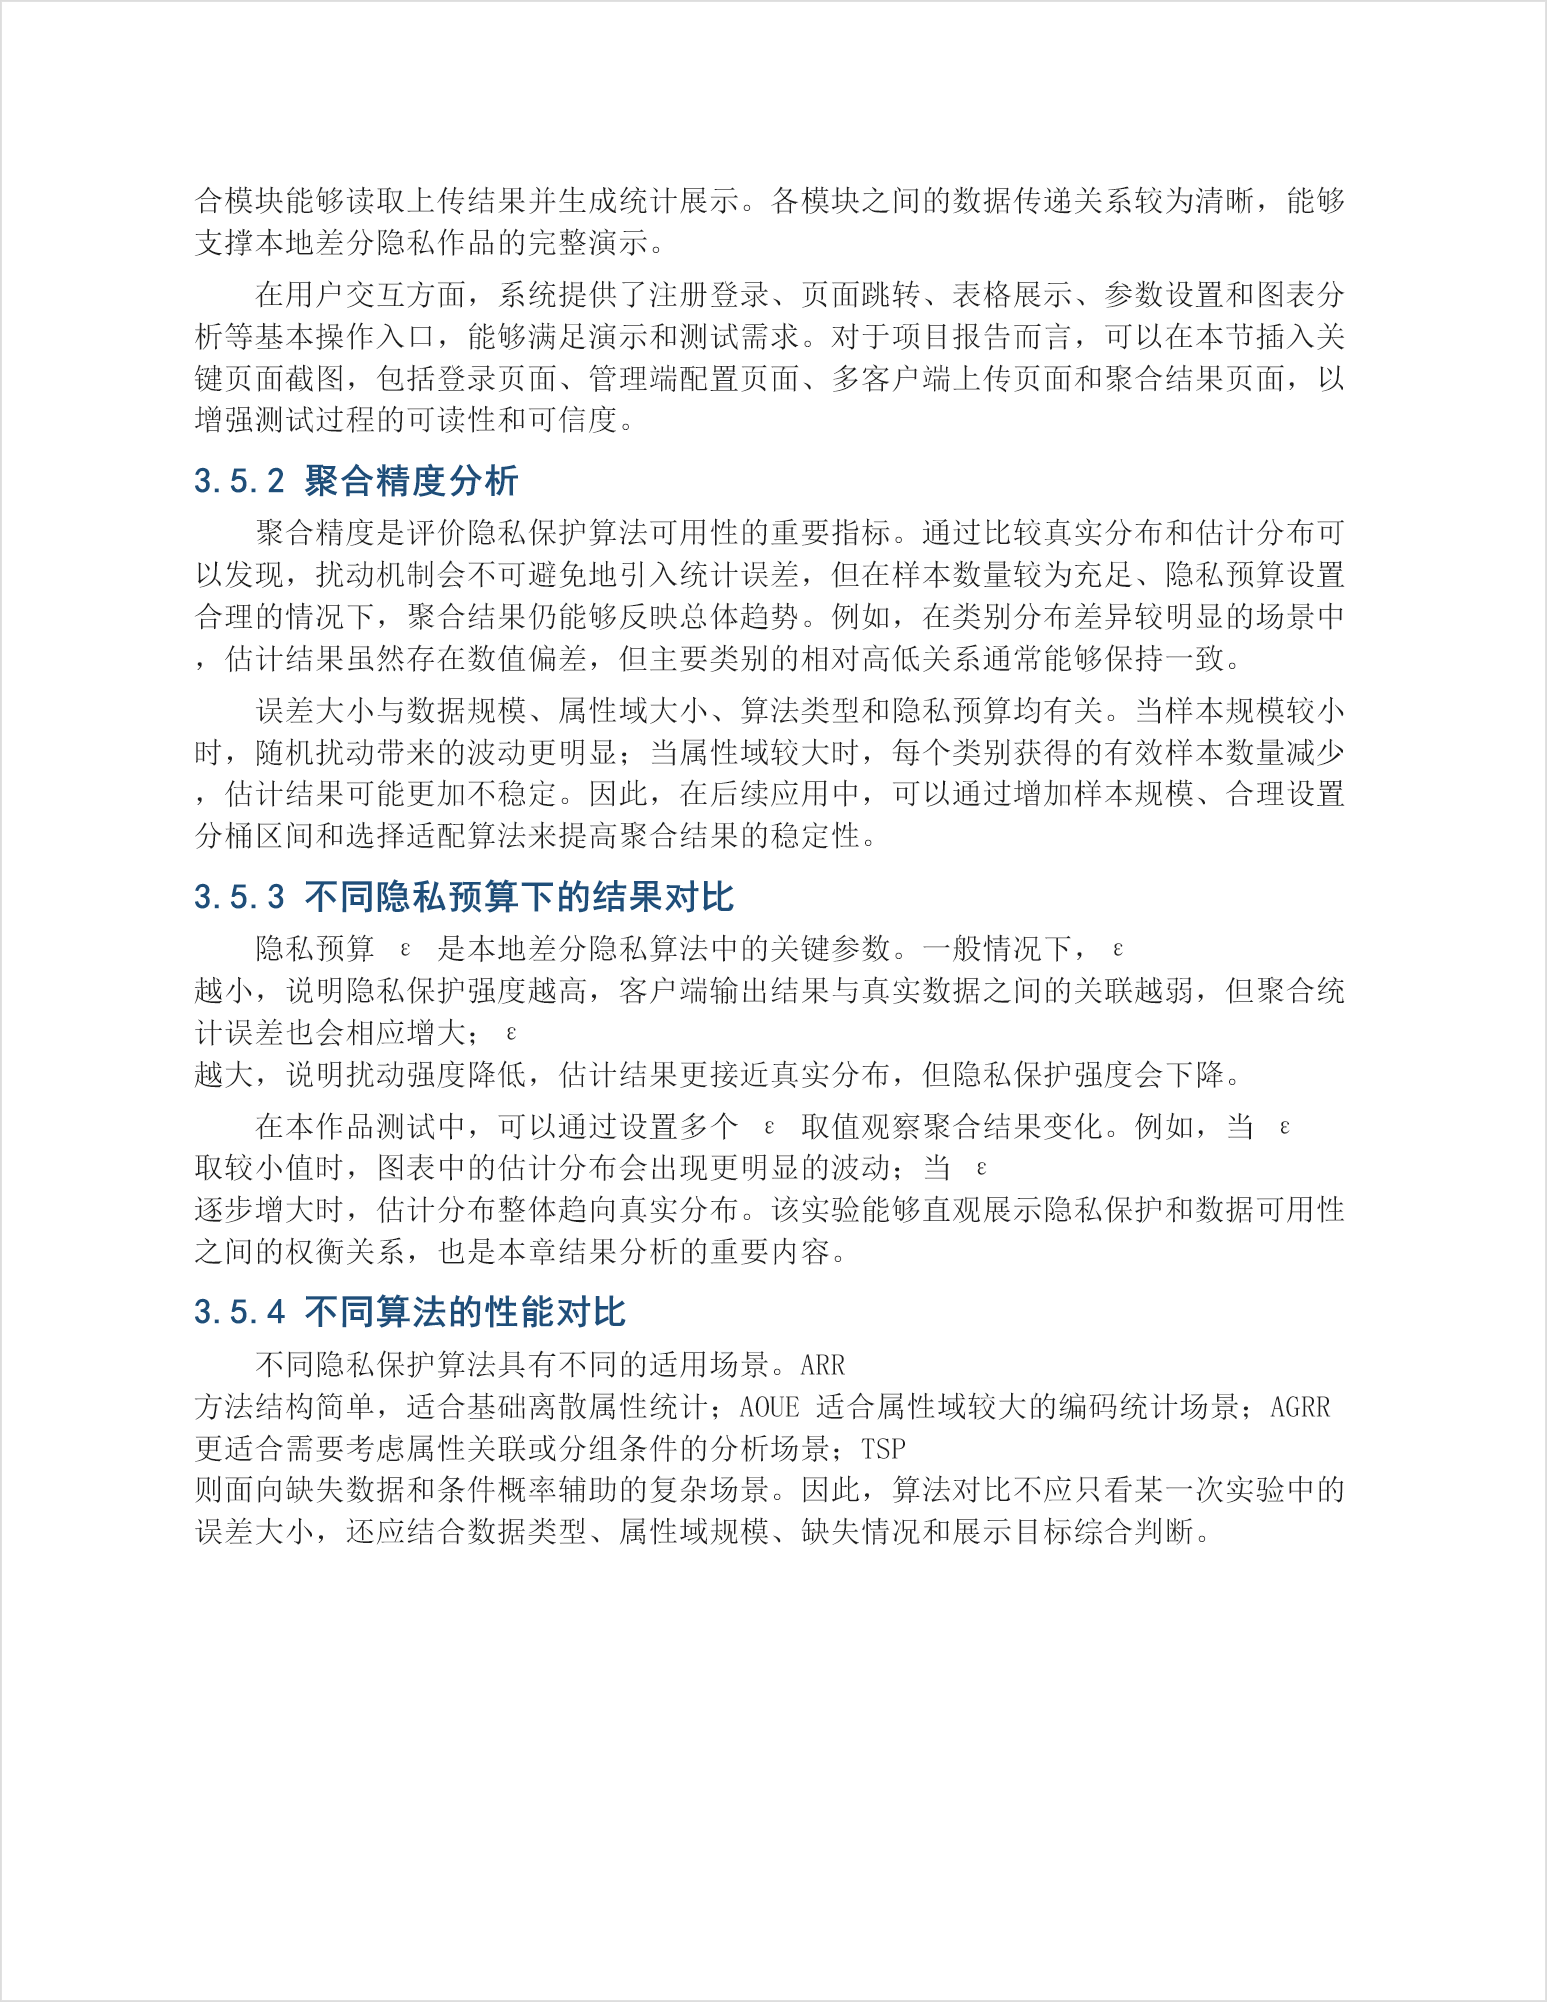 合模块能够读取上传结果并生成统计展示。各模块之间的数据传递关系较为清晰，能够
支撑本地差分隐私作品的完整演示。
在用户交互方面，系统提供了注册登录、页面跳转、表格展示、参数设置和图表分
析等基本操作入口，能够满足演示和测试需求。对于项目报告而言，可以在本节插入关
键页面截图，包括登录页面、管理端配置页面、多客户端上传页面和聚合结果页面，以
增强测试过程的可读性和可信度。
3.5.2 聚合精度分析
聚合精度是评价隐私保护算法可用性的重要指标。通过比较真实分布和估计分布可
以发现，扰动机制会不可避免地引入统计误差，但在样本数量较为充足、隐私预算设置
合理的情况下，聚合结果仍能够反映总体趋势。例如，在类别分布差异较明显的场景中
，估计结果虽然存在数值偏差，但主要类别的相对高低关系通常能够保持一致。
误差大小与数据规模、属性域大小、算法类型和隐私预算均有关。当样本规模较小
时，随机扰动带来的波动更明显；当属性域较大时，每个类别获得的有效样本数量减少
，估计结果可能更加不稳定。因此，在后续应用中，可以通过增加样本规模、合理设置
分桶区间和选择适配算法来提高聚合结果的稳定性。
3.5.3 不同隐私预算下的结果对比
隐私预算 ε 是本地差分隐私算法中的关键参数。一般情况下，ε
越小，说明隐私保护强度越高，客户端输出结果与真实数据之间的关联越弱，但聚合统
计误差也会相应增大；ε
越大，说明扰动强度降低，估计结果更接近真实分布，但隐私保护强度会下降。
在本作品测试中，可以通过设置多个 ε 取值观察聚合结果变化。例如，当 ε
取较小值时，图表中的估计分布会出现更明显的波动；当 ε
逐步增大时，估计分布整体趋向真实分布。该实验能够直观展示隐私保护和数据可用性
之间的权衡关系，也是本章结果分析的重要内容。
3.5.4 不同算法的性能对比
不同隐私保护算法具有不同的适用场景。ARR
方法结构简单，适合基础离散属性统计；AOUE 适合属性域较大的编码统计场景；AGRR
更适合需要考虑属性关联或分组条件的分析场景；TSP
则面向缺失数据和条件概率辅助的复杂场景。因此，算法对比不应只看某一次实验中的
误差大小，还应结合数据类型、属性域规模、缺失情况和展示目标综合判断。